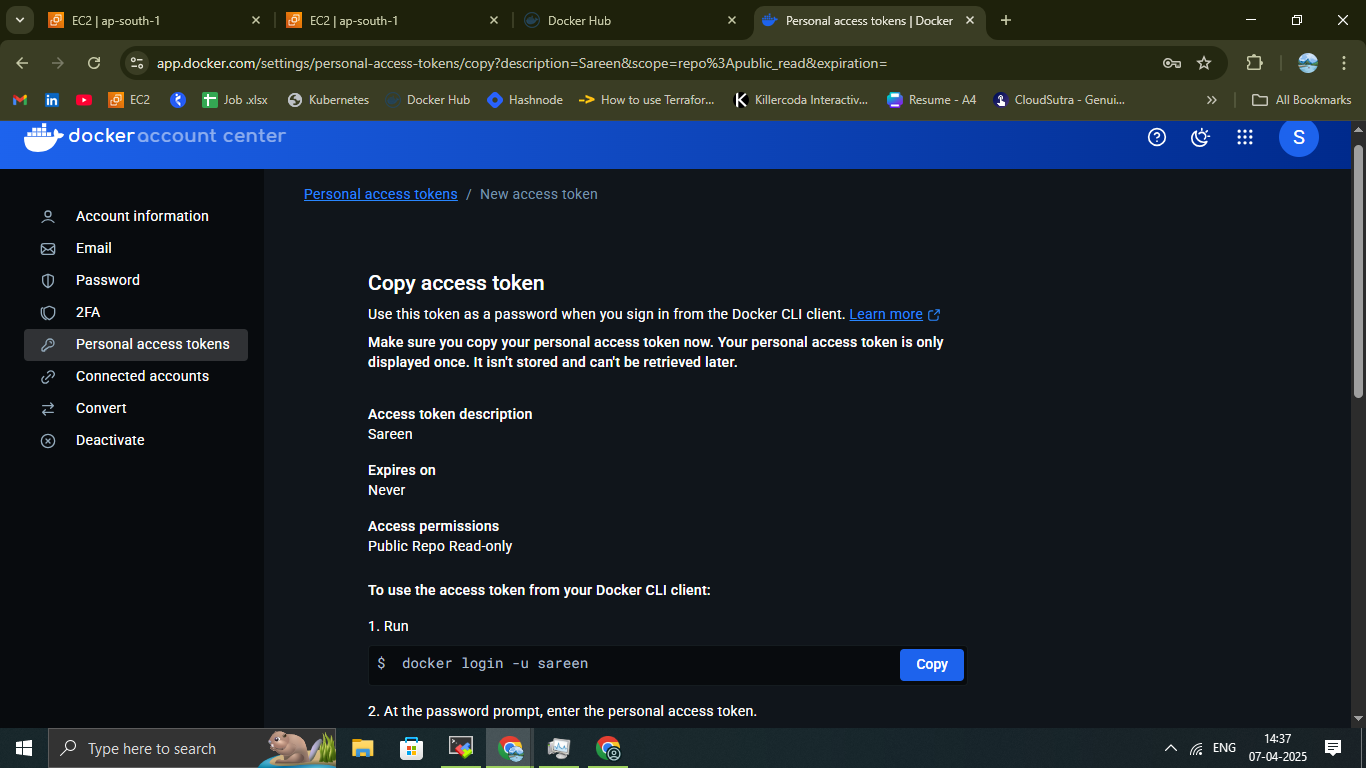 EC2 | ap-south-1
EC2 | ap-south-1
Docker Hub
Personal access tokens | Docker
app.docker.com/settings/personal-access-tokens/copy?description=Sareen&scope=repo%3Apublic_read&expiration=
EC2
Job .xlsx
Kubernetes
Docker Hub
Hashnode
How to use Terrafor...
Killercoda Interactiv...
Resume - A4
CloudSutra - Genui...
»
All Bookmarks
docker account center
S
Personal access tokens / New access token
Account information
Email
Password
2FA
Personal access tokens
Connected accounts
Convert
Deactivate
Copy access token
Use this token as a password when you sign in from the Docker CLI client. Learn more
Make sure you copy your personal access token now. Your personal access token is only
displayed once. It isn't stored and can't be retrieved later.
Access token description
Sareen
Expires on
Never
Access permissions
Public Repo Read-only
To use the access token from your Docker CLI client:
1. Run
$ docker login -u sareen
Copy
2. At the password prompt, enter the personal access token.
Type here to search
ENG
14:37
07-04-2025